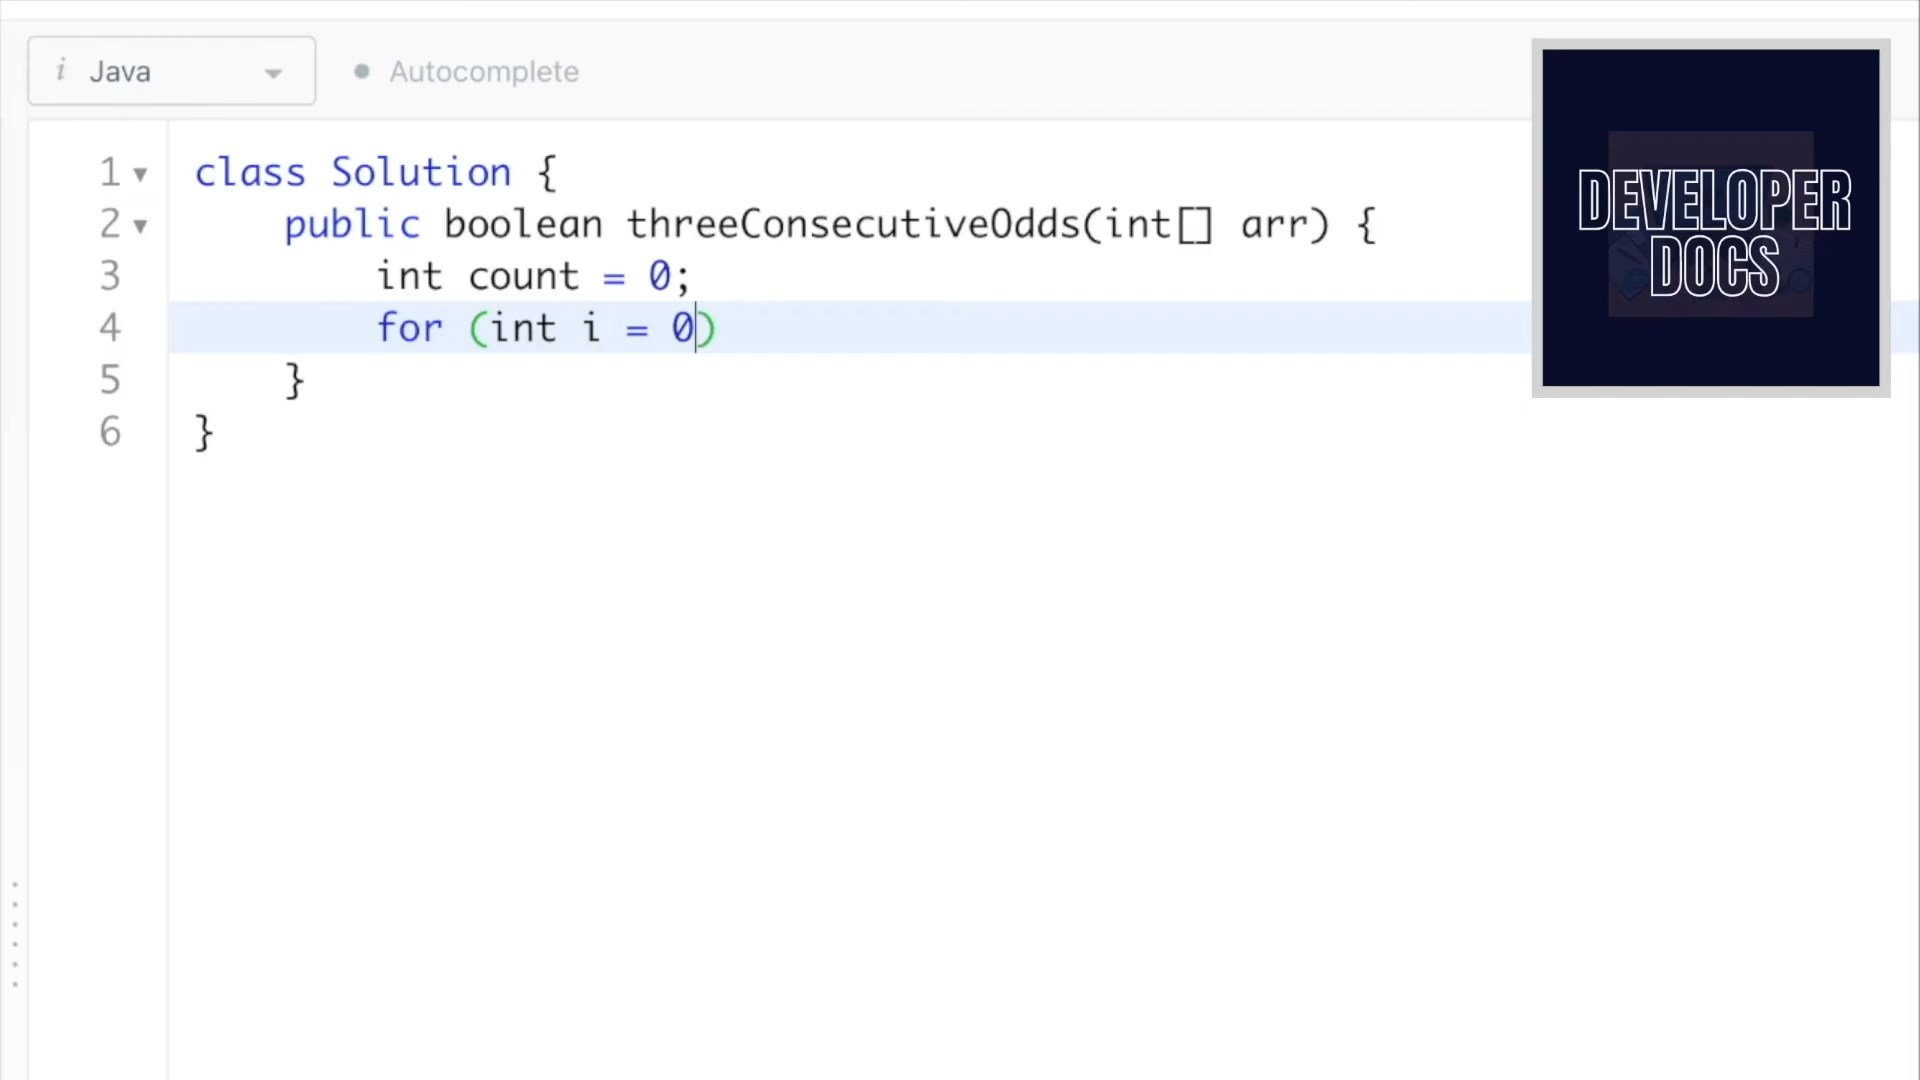 i Java Autocomplete
DEVELOPER
DOCS
1 class Solution {
2 public boolean threeConsecutiveOdds(int[] arr) {
3 int count = 0;
4 for (int i = 0)
5 }
6 }